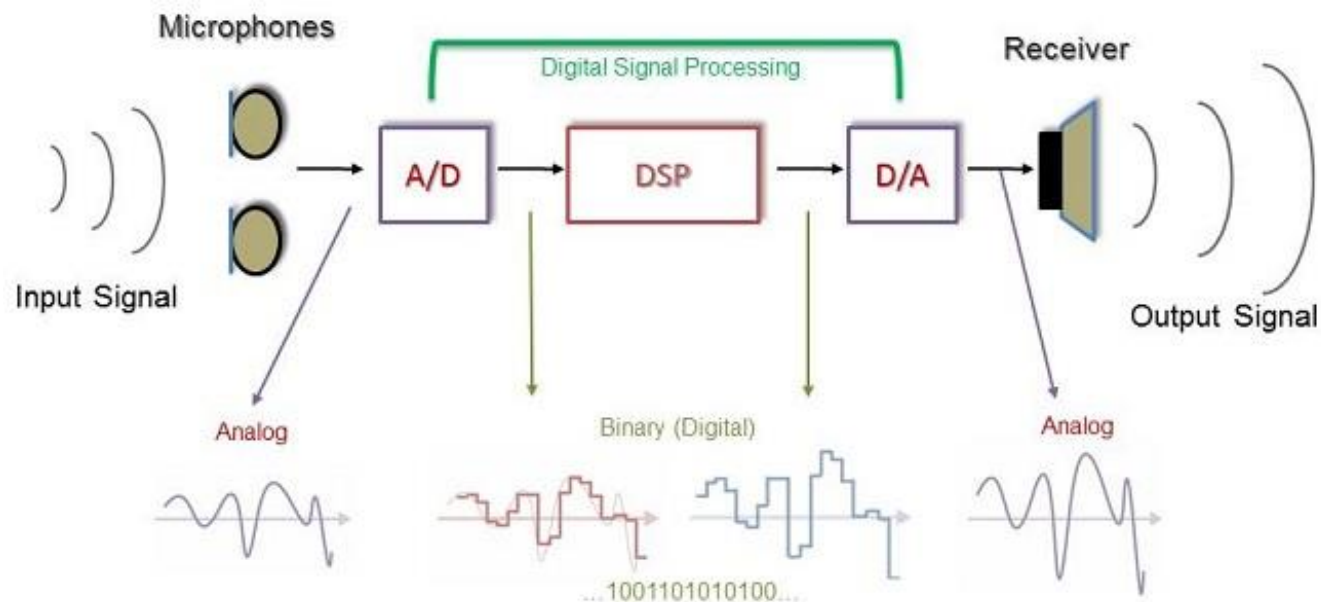 Microphones
Receiver
Digital Signal Processing
A/D
DSP
D/A
Input Signal
Output Signal
Analog
Binary (Digital)
Analog
...1001101010100...